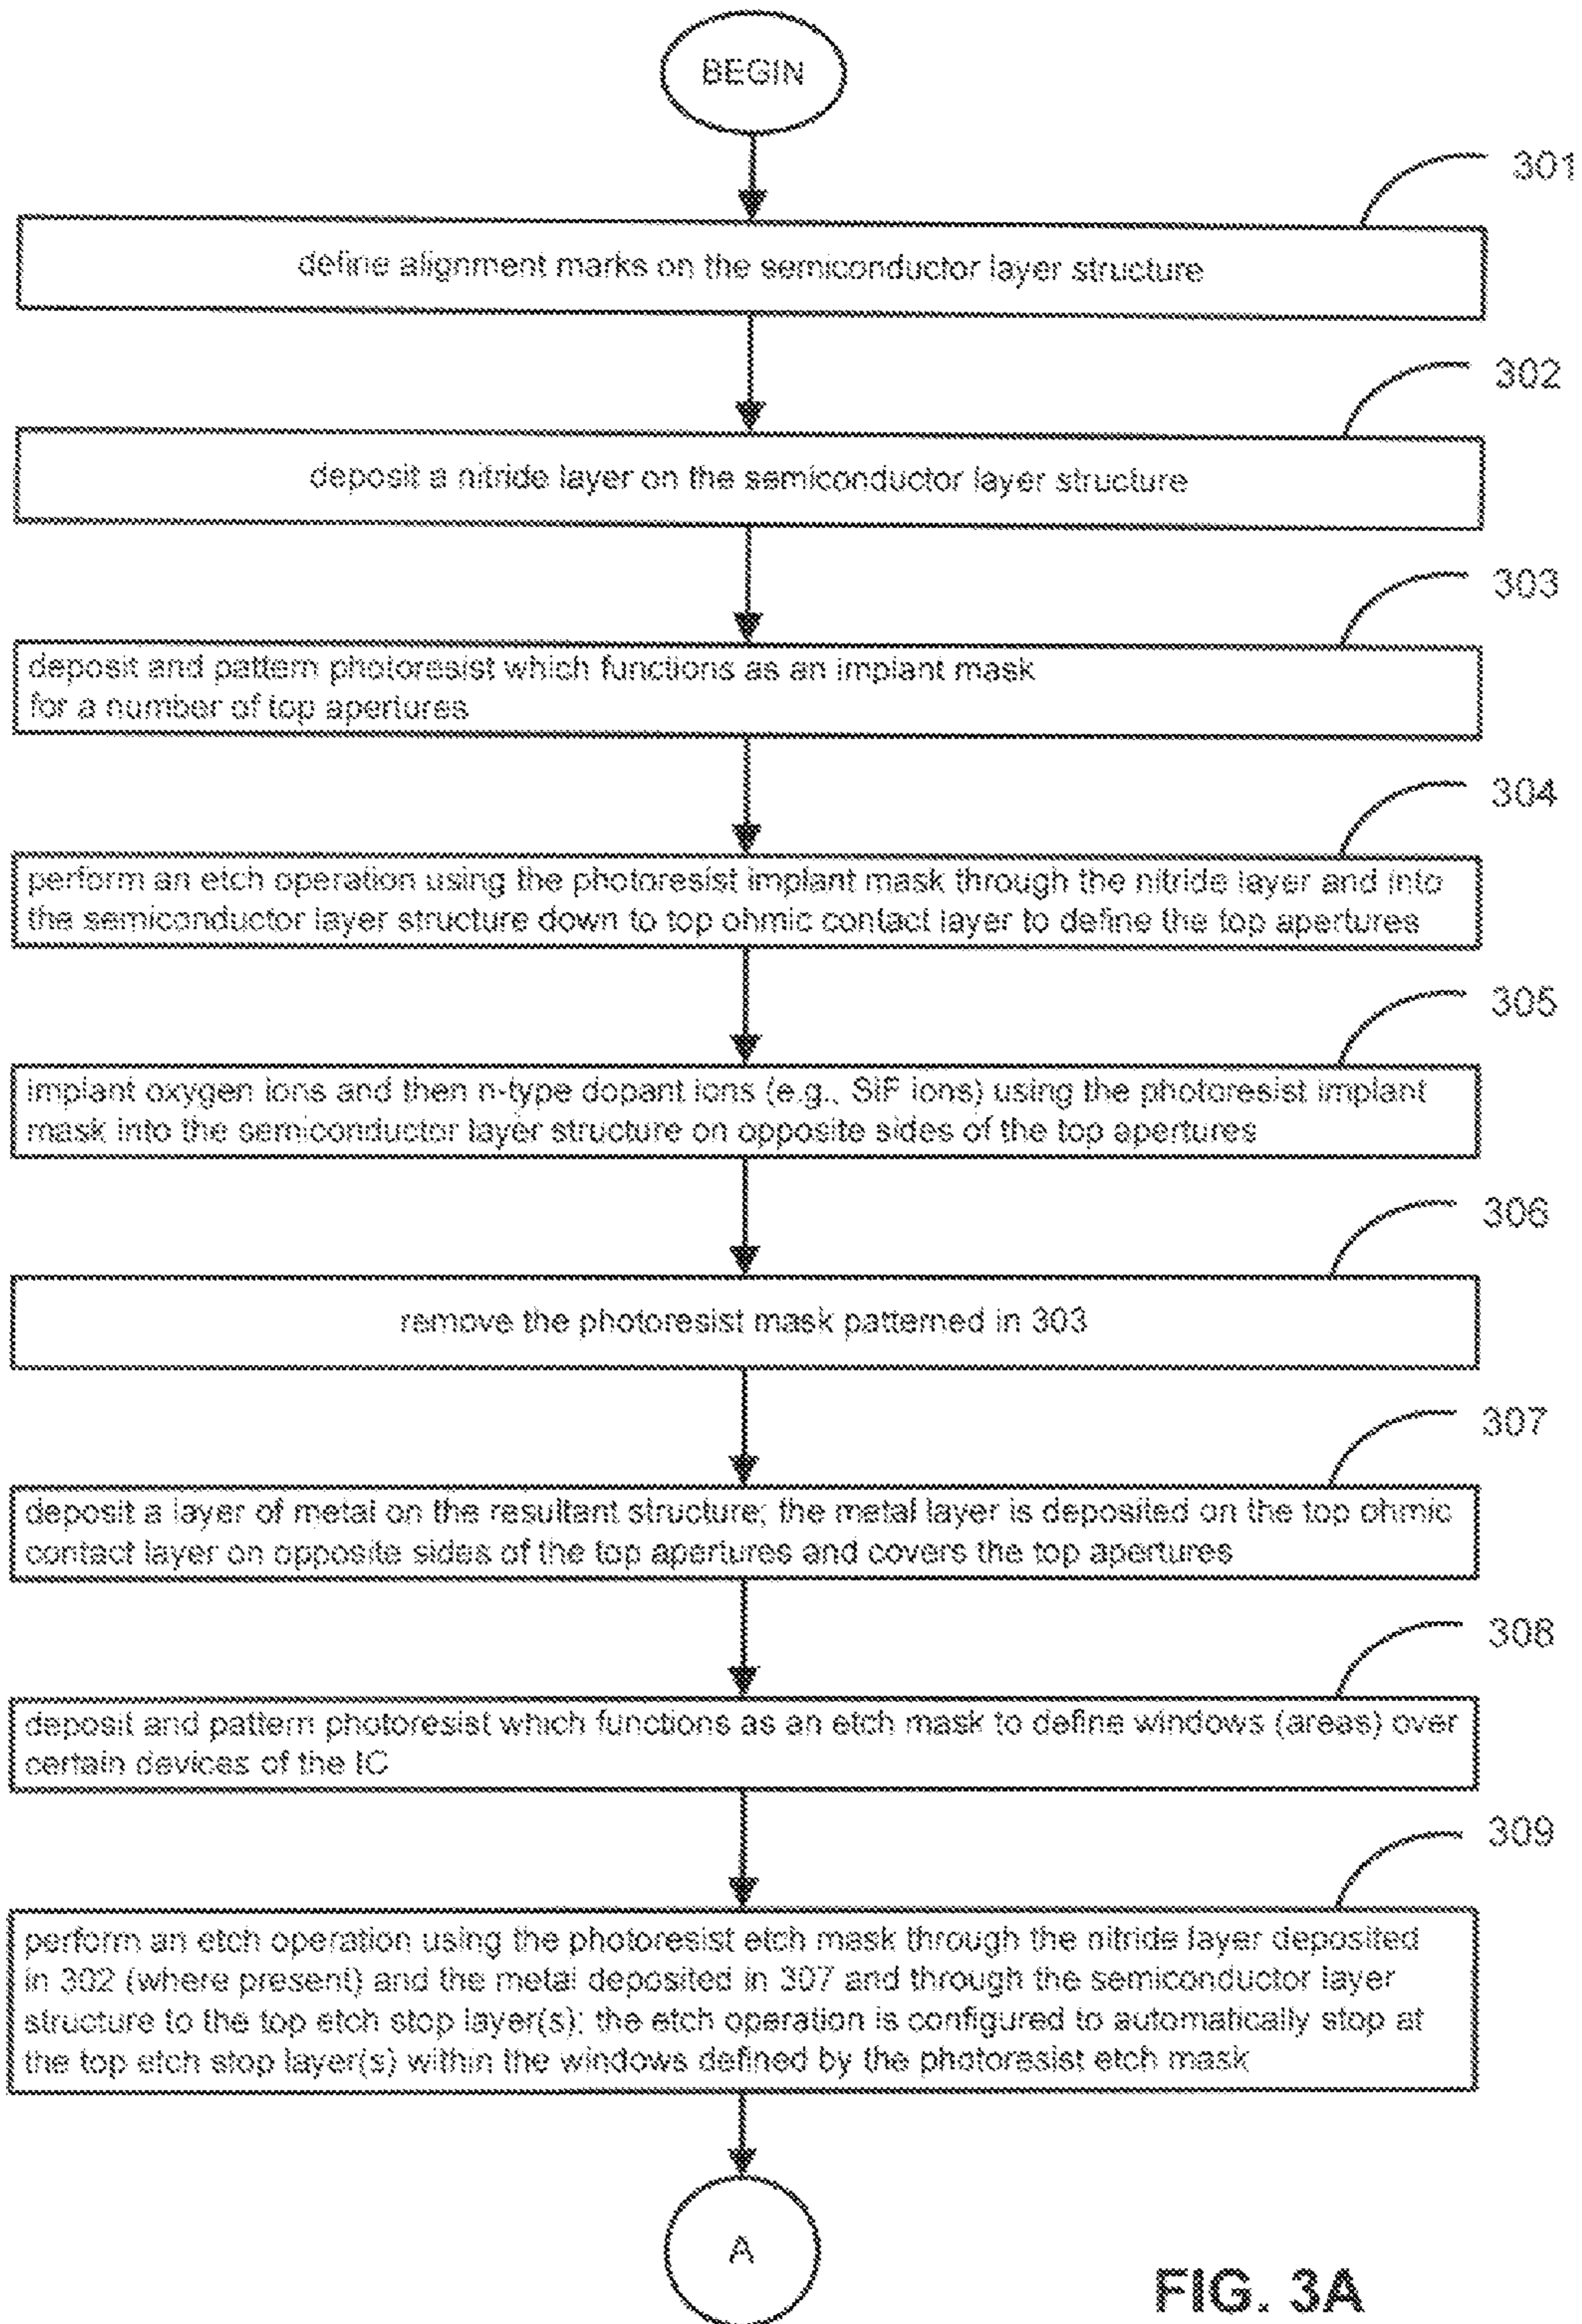 BEGIN
301
define alignment marks on the semiconductor layer structure
302
deposit a nitride layer on the semiconductor layer structure
303
deposit and pattern photoresist which functions as an implant mask
for a number of top apertures
304
perform an etch operation using the photoresist implant mask through the nitride layer and into
the semiconductor layer structure down to top ohmic contact layer to define the top apertures
305
implant oxygen ions and then n-type dopant ions (e.g., SiF ions) using the photoresist implant
mask into the semiconductor layer structure on opposite sides of the top apertures
306
remove the photoresist mask patterned in 303
307
deposit a layer of metal on the resultant structure; the metal layer is deposited on the top ohmic
contact layer on opposite sides of the top apertures and covers the top apertures
308
deposit and pattern photoresist which functions as an etch mask to define windows (areas) over
certain devices of the IC
309
perform an etch operation using the photoresist etch mask through the nitride layer deposited
in 302 (where present) and the metal deposited in 307 and through the semiconductor layer
structure to the top etch stop layer(s); the etch operation is configured to automatically stop at
the top etch stop layer(s) within the windows defined by the photoresist etch mask
A
FIG. 3A